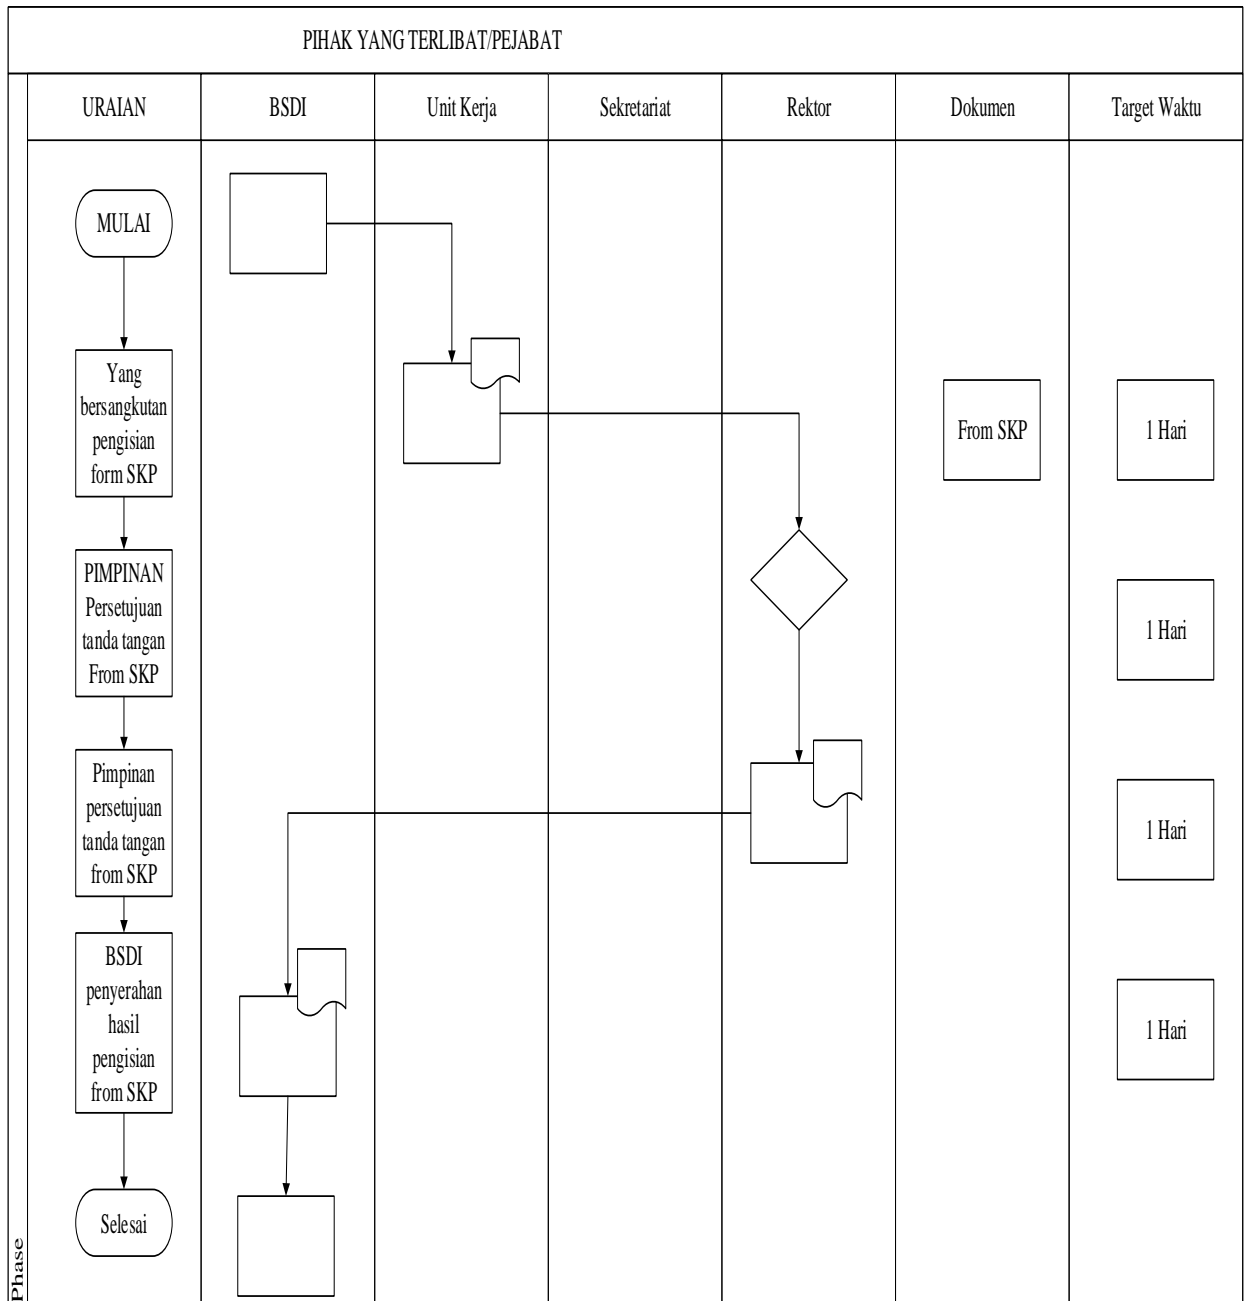 PIHAK YANG TERLIBAT/PEJABAT
URAIAN
BSDI
Unit Kerja
Sekretariat
Rektor
Dokumen
Target Waktu
MULAI
Yang
bersangkutan
pengisian
form SKP
From SKP
1 Hari
PIMPINAN
Persetujuan
tanda tangan
From SKP
1 Hari
Pimpinan
persetujuan
tanda tangan
from SKP
1 Hari
BSDI
penyerahan
hasil
pengisian
from SKP
1 Hari
Selesai
Phase